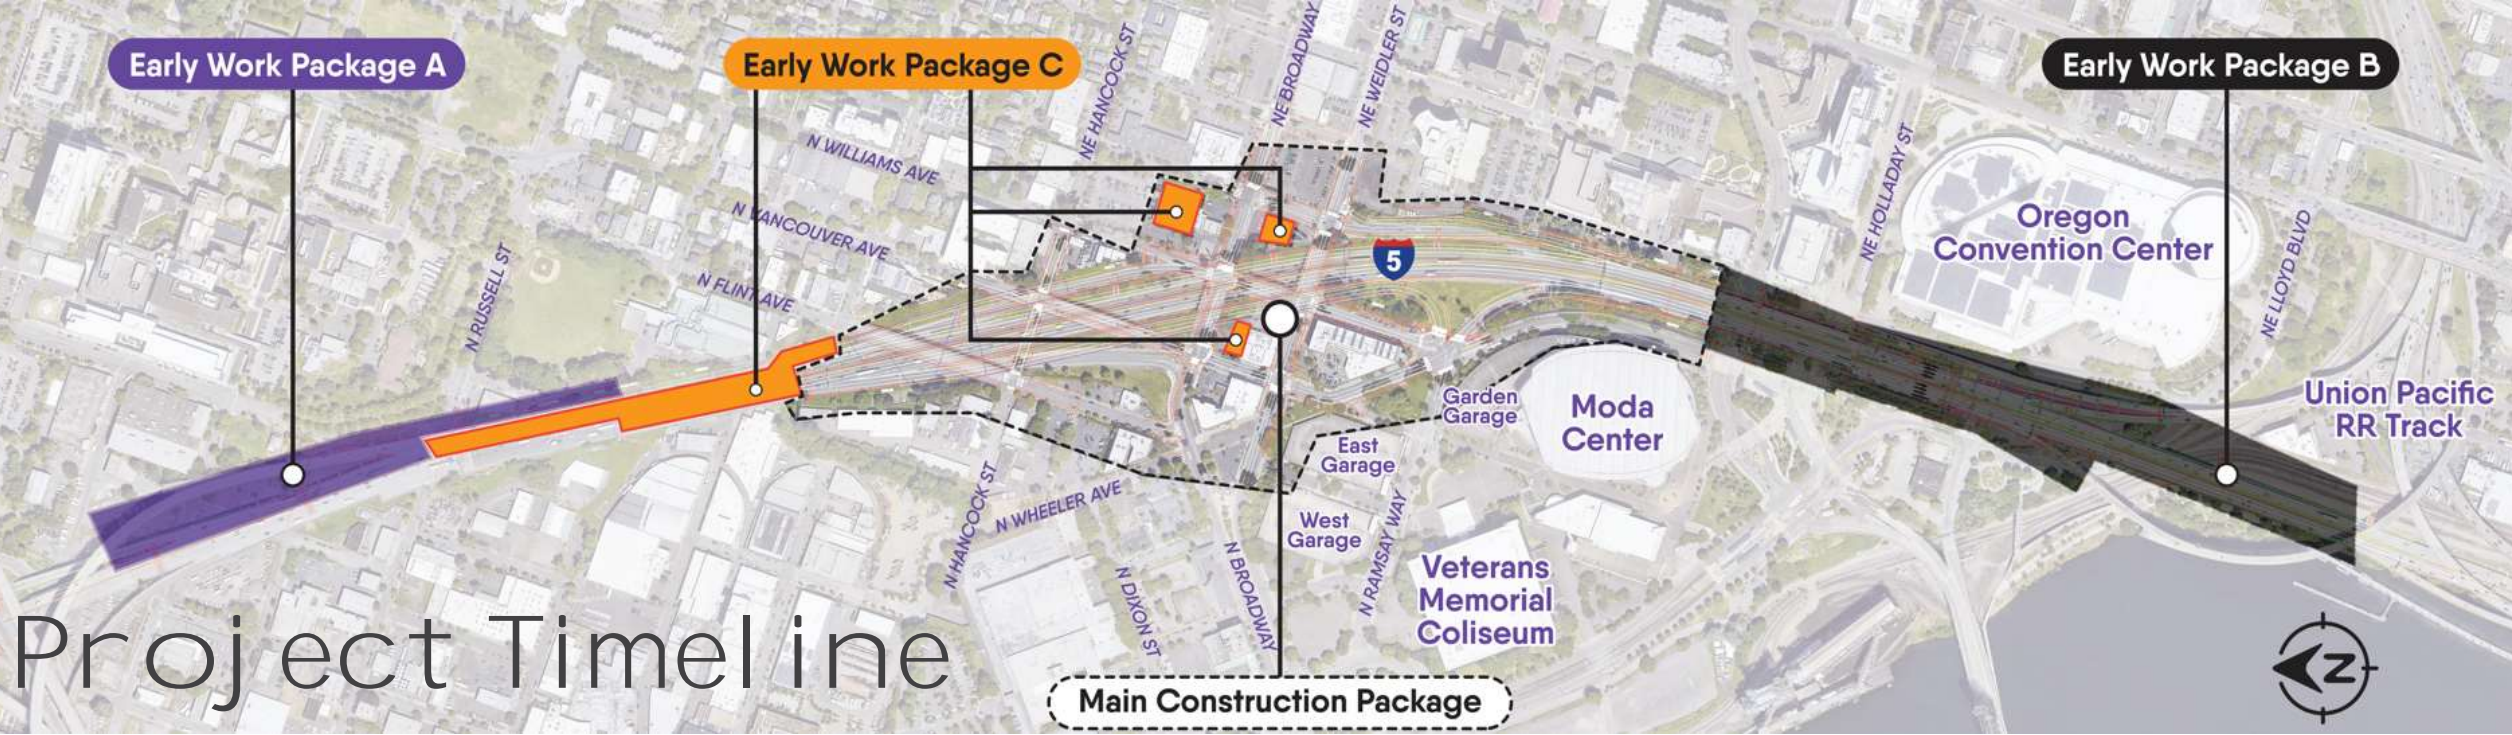 Early Work Package A
Early Work Package C
Early Work Package B
NE HANCOCK ST
NE BROADWAY
NE WEIDLER ST
N WILLIAMS AVE
N VANCOUVER AVE
N FLINT AVE
N RUSSELL ST
5
NE HOLLADAY ST
Oregon
Convention Center
NE LLOYD BLVD
Union Pacific
RR Track
Garden
Garage
Moda
Center
East
Garage
West
Garage
N RAMSAY WAY
Veterans
Memorial
Coliseum
N HANCOCK ST
N WHEELER AVE
N DIXON ST
N BROADWAY
Project Timeline
Main Construction Package
Z